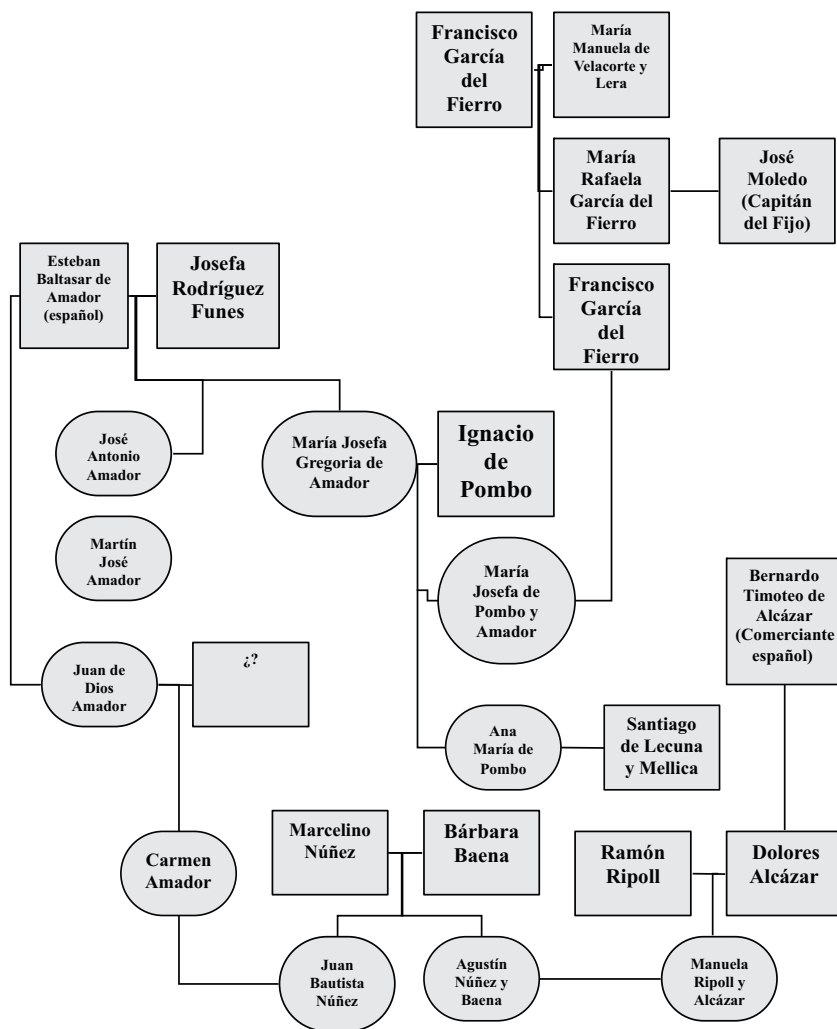 Francisco
García
del
Fierro
María
Manuela de
Velacorte y
Lera
María
Rafaela
García del
Fierro
José
Moledo
(Capitán
del Fijo)
Esteban
Baltasar de
Amador
(español)
Josefa
Rodríguez
Funes
Francisco
García
del
Fierro
José
Antonio
Amador
María Josefa
Gregoria de
Amador
Ignacio
de
Pombo
Martín
José
Amador
María
Josefa de
Pombo y
Amador
Bernardo
Timoteo de
Alcázar
(Comerciante
español)
Juan de
Dios
Amador
¿?
Ana
María de
Pombo
Santiago
de Lecuna
y Mellica
Marcelino
Núñez
Bárbara
Baena
Ramón
Ripoll
Dolores
Alcázar
Carmen
Amador
Juan
Bautista
Núñez
Agustín
Núñez y
Baena
Manuela
Ripoll y
Alcázar